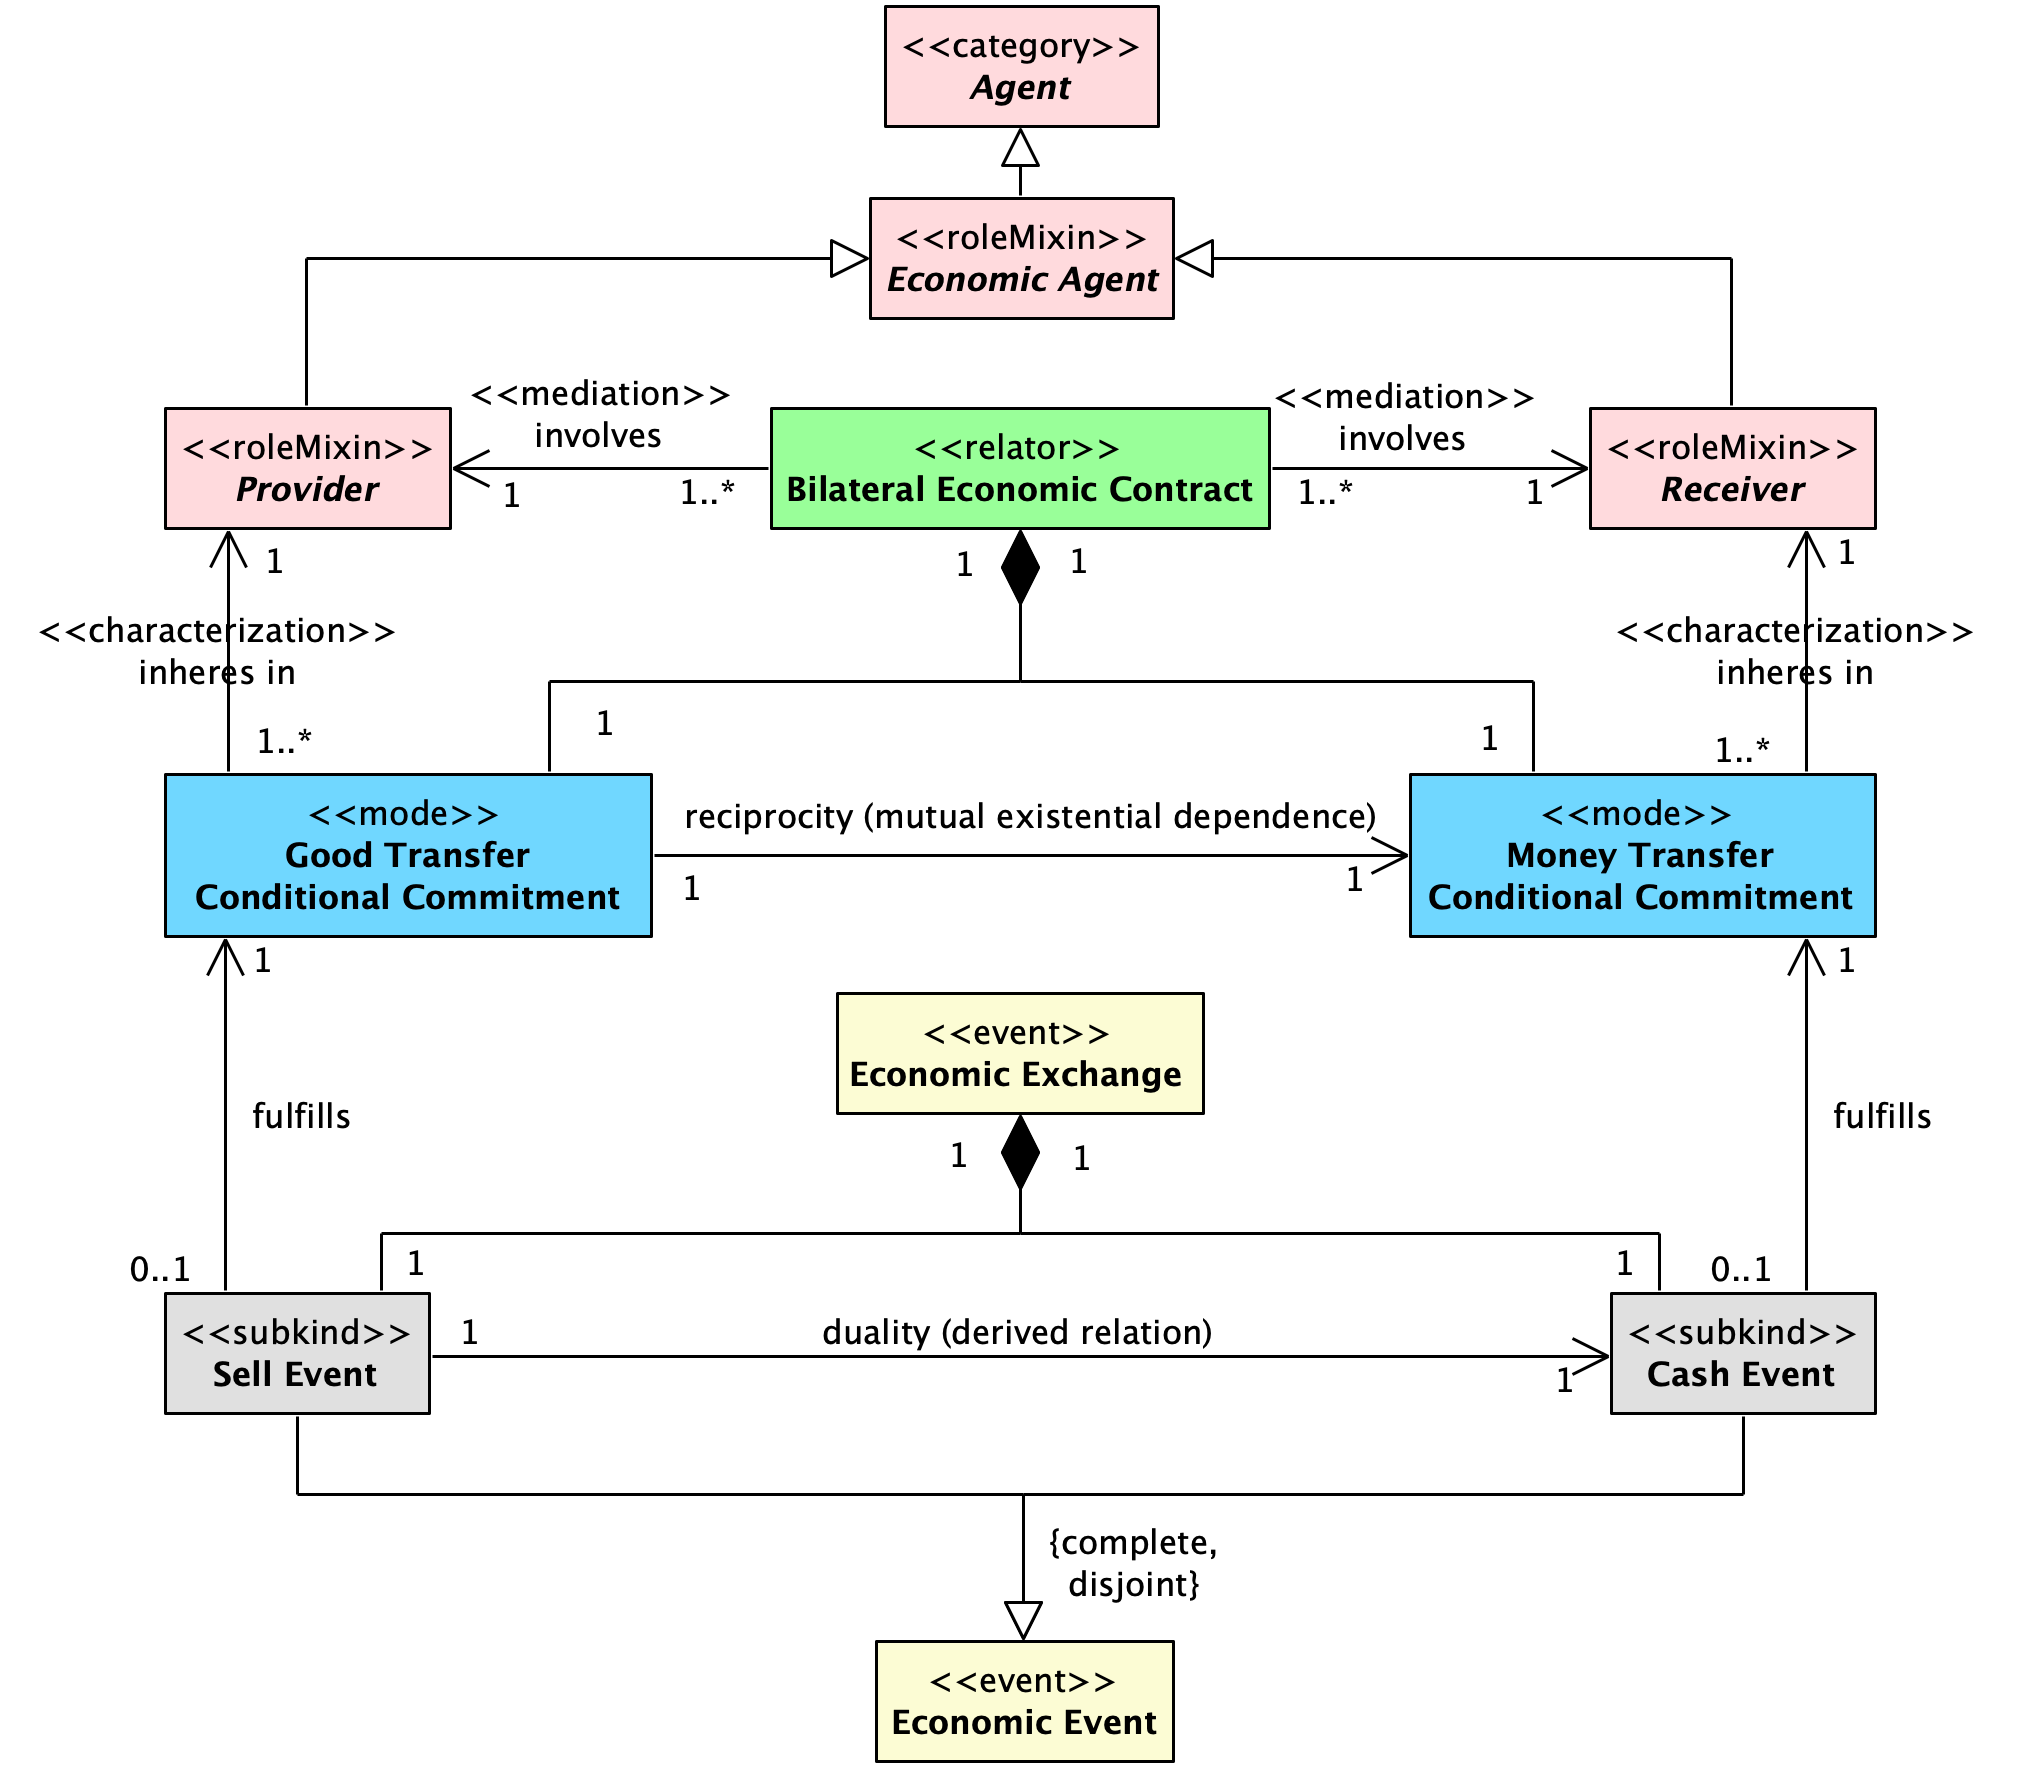 <<category>>
Agent
<<roleMixin>>
Economic Agent
<<mediation>>
involves
<<mediation>>
involves
<<roleMixin>>
Provider
<<relator>>
Bilateral Economic Contract
<<roleMixin>>
Receiver
1
1..*
1..*
1
1
1
1
1
<<characterization>>
inheres in
<<characterization>>
inheres in
1..*
1
1
1..*
<<mode>>
Good Transfer
Conditional Commitment
reciprocity (mutual existential dependence)
1
1
<<mode>>
Money Transfer
Conditional Commitment
1
1
<<event>>
Economic Exchange
fulfills
fulfills
1
1
0..1
1
1
0..1
<<subkind>>
Sell Event
1
duality (derived relation)
1
<<subkind>>
Cash Event
{complete,
disjoint}
<<event>>
Economic Event